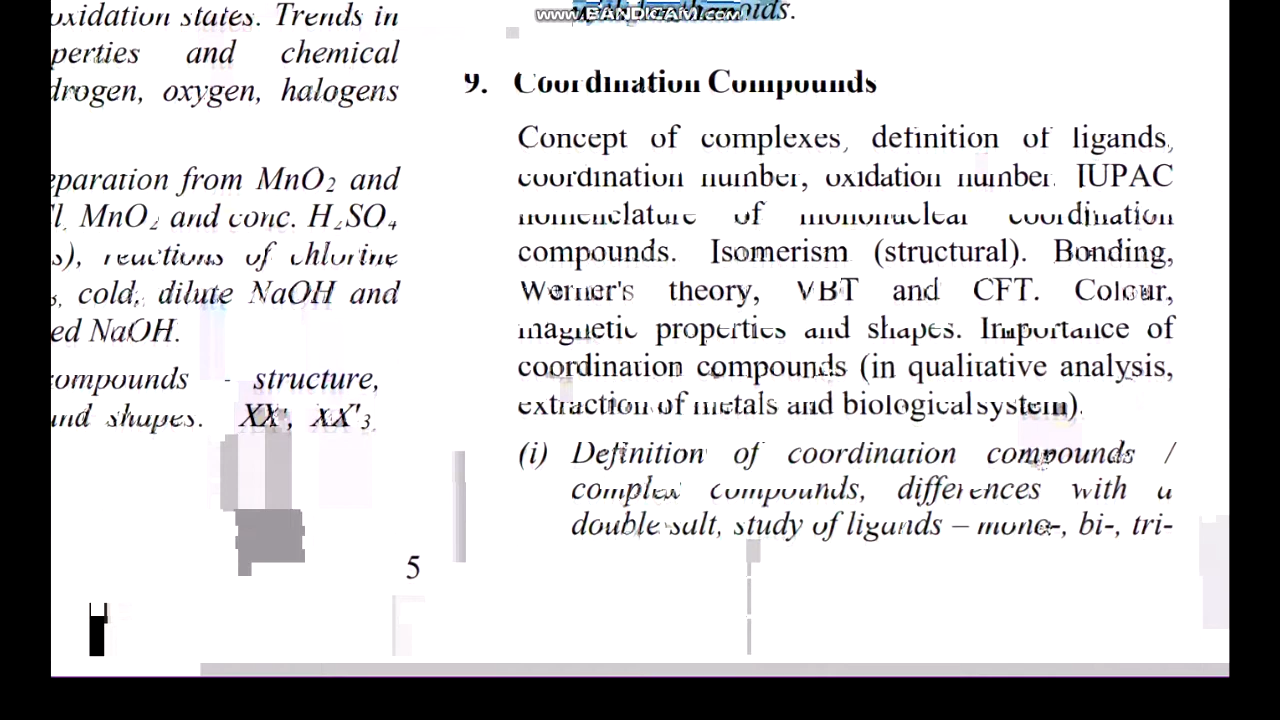 www.BANDICAM.com
oxidation states. Trends in
perties and chemical
drogen, oxygen, halogens
eparation from MnO₂ and
l, MnO₂ and conc. H₂SO₄
s), reactions of chlorine
cold, dilute NaOH and
ed NaOH.
compounds - structure,
and shapes. XX', XX'₃,
5
9. Coordination Compounds
Concept of complexes, definition of ligands,
coordination number, oxidation number. IUPAC
nomenclature of mononuclear coordination
compounds. Isomerism (structural). Bonding,
Werner's theory, VBT and CFT. Colour,
magnetic properties and shapes. Importance of
coordination compounds (in qualitative analysis,
extraction of metals and biological system).
(i) Definition of coordination compounds /
complex compounds, differences with a
double salt, study of ligands – mono-, bi-, tri-